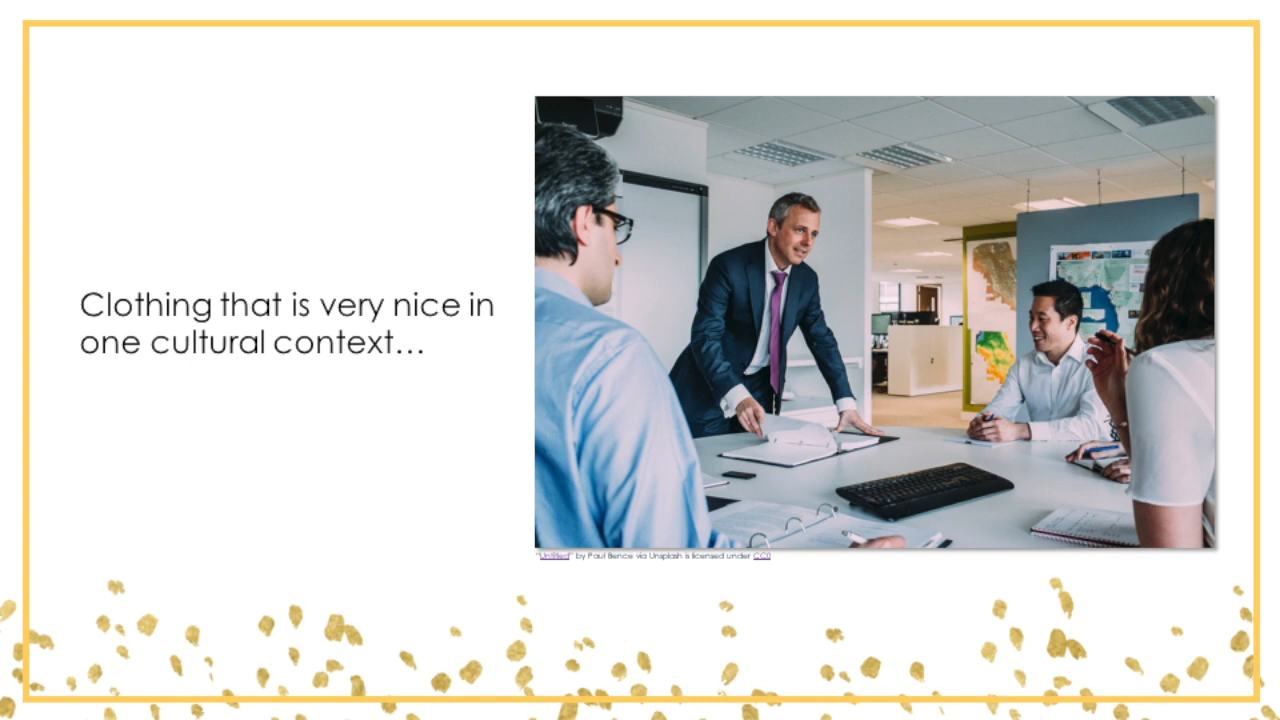 Clothing that is very nice in
one cultural context...
"Untitled" by Paul Bence via Unsplash is licensed under CC0